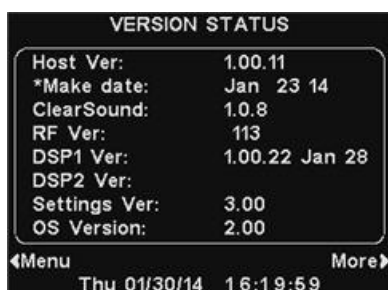 VERSION STATUS
Host Ver: 1.00.11
*Make date: Jan 23 14
ClearSound: 1.0.8
RF Ver: 113
DSP1 Ver: 1.00.22 Jan 28
DSP2 Ver:
Settings Ver: 3.00
OS Version: 2.00
Menu More
Thu 01/30/14 16:19:59